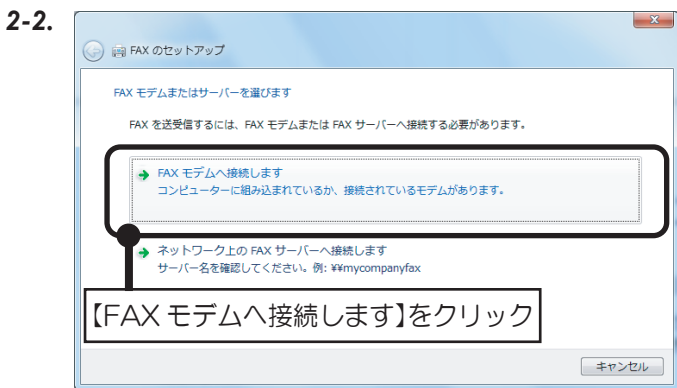 2-2.
FAX のセットアップ
FAX モデムまたはサーバーを選びます
FAX を送受信するには、FAX モデムまたは FAX サーバーへ接続する必要があります。
FAX モデムへ接続します
コンピューターに組み込まれているか、接続されているモデムがあります。
ネットワーク上の FAX サーバーへ接続します
サーバー名を確認してください。例: ¥¥mycompanyfax
【FAX モデムへ接続します】をクリック
キャンセル